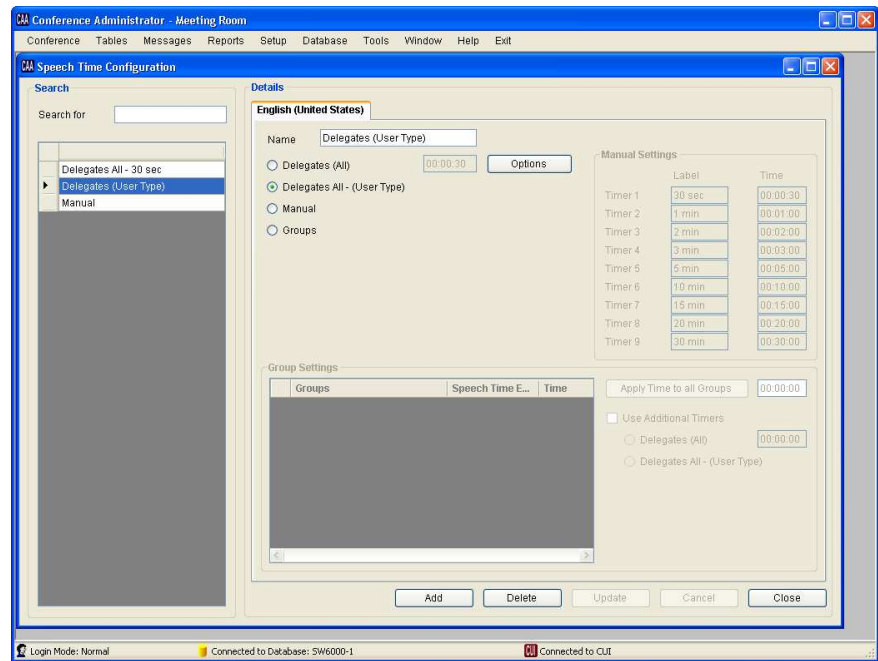 CAA Conference Administrator - Meeting Room
Conference Tables Messages Reports Setup Database Tools Window Help Exit
CAA Speech Time Configuration
Search
Search for
Delegates All - 30 sec
Delegates (User Type)
Manual
Details
English (United States)
Name Delegates (User Type)
Delegates (All) 00:00:30 Options
Delegates All - (User Type)
Manual
Groups
Manual Settings
Label Time
Timer 1 30 sec 00:00:30
Timer 2 1 min 00:01:00
Timer 3 2 min 00:02:00
Timer 4 3 min 00:03:00
Timer 5 5 min 00:05:00
Timer 6 10 min 00:10:00
Timer 7 15 min 00:15:00
Timer 8 20 min 00:20:00
Timer 9 30 min 00:30:00
Group Settings
Groups Speech Time E... Time
Apply Time to all Groups 00:00:00
Use Additional Timers
Delegates (All) 00:00:00
Delegates All - (User Type)
Add Delete Update Cancel Close
Login Mode: Normal Connected to Database: SW6000-1 CUI Connected to CUI